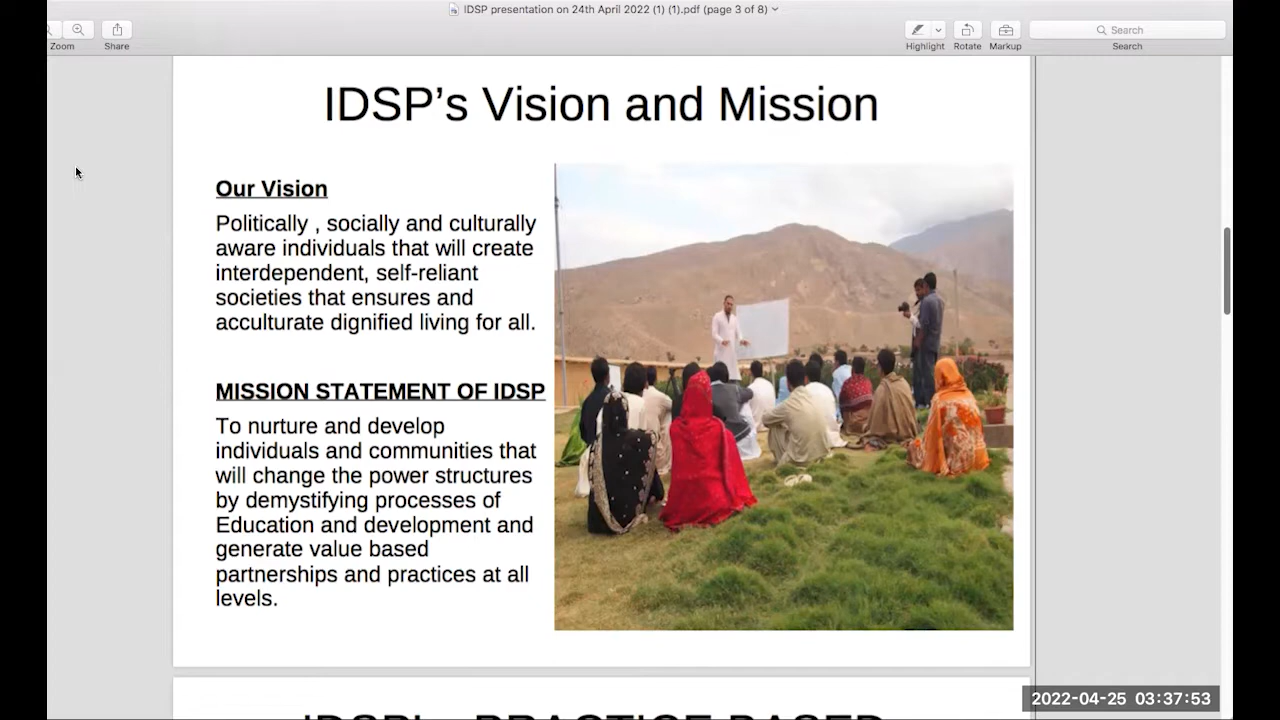 IDSP presentation on 24th April 2022 (1) (1).pdf (page 3 of 8)
Zoom
Share
Highlight
Rotate
Markup
Search
Search
IDSP's Vision and Mission
Our Vision
Politically , socially and culturally
aware individuals that will create
interdependent, self-reliant
societies that ensures and
acculturate dignified living for all.
MISSION STATEMENT OF IDSP
To nurture and develop
individuals and communities that
will change the power structures
by demystifying processes of
Education and development and
generate value based
partnerships and practices at all
levels.
2022-04-25 03:37:53
PRACTICE BASED